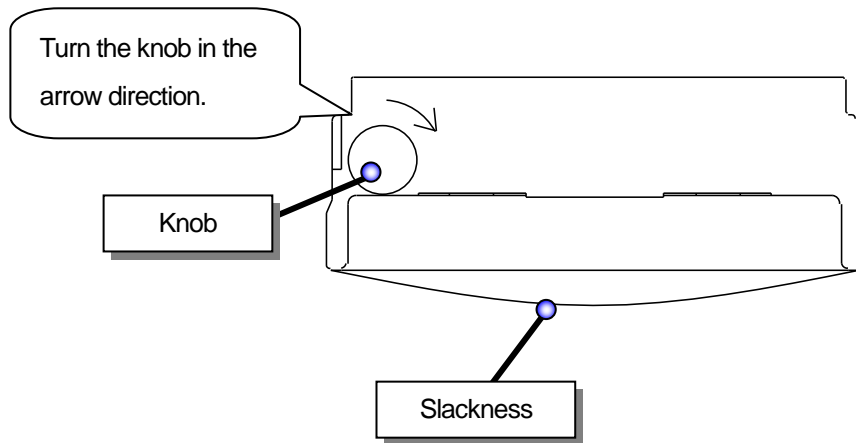 Turn the knob in the
arrow direction.
Knob
Slackness